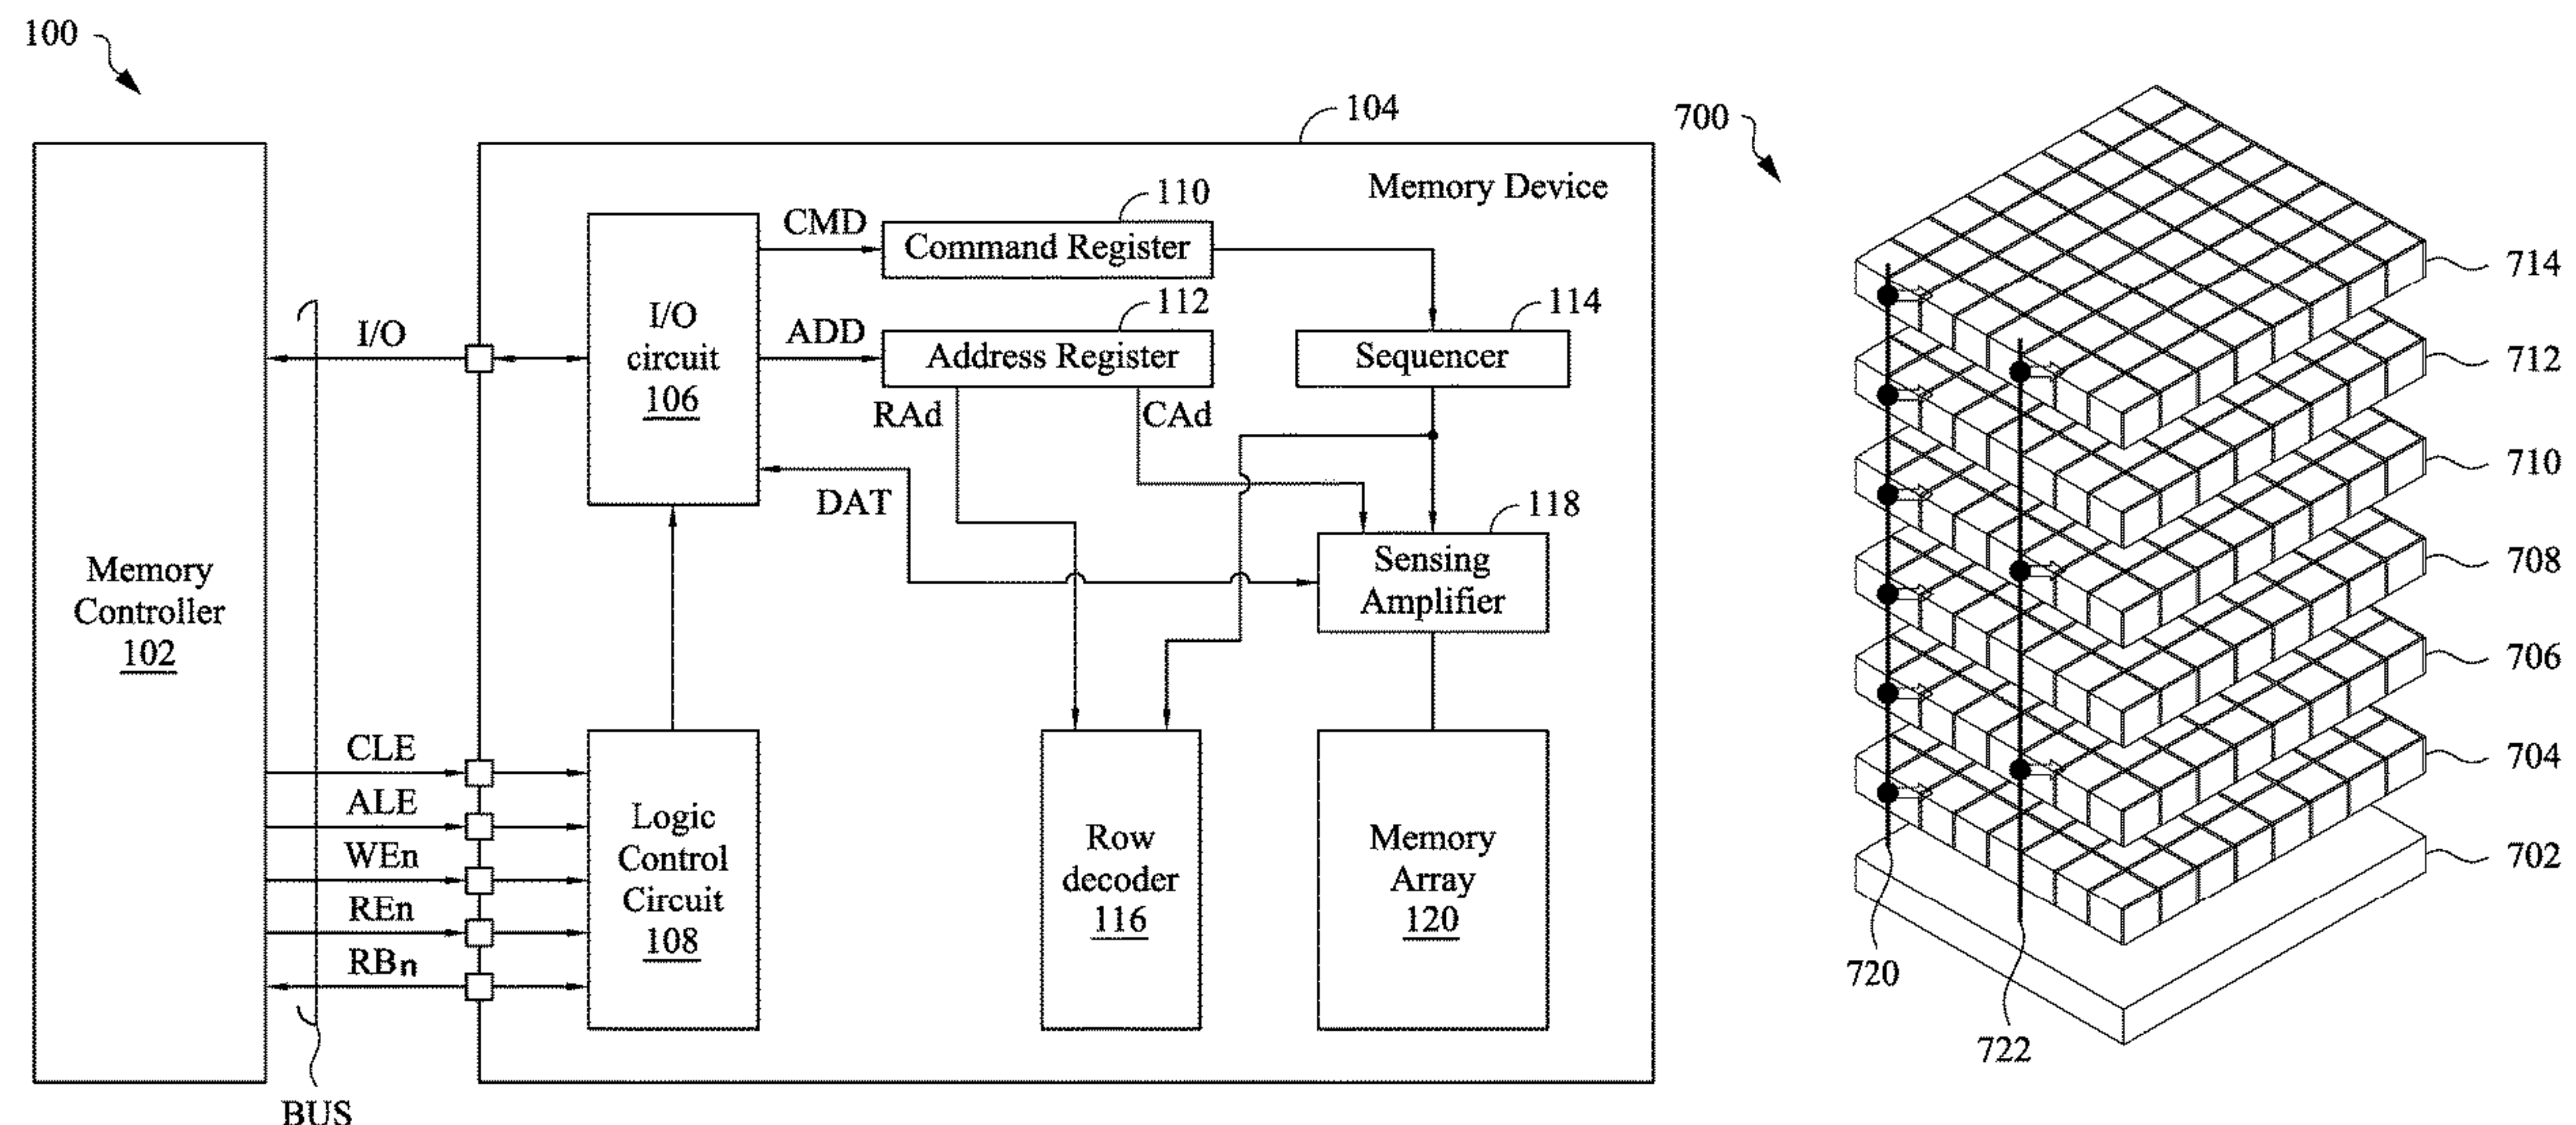 100
104
Memory Device
CMD
110
Command Register
I/O
I/O
circuit
106
ADD
112
Address Register
114
Sequencer
RAd
CAd
DAT
118
Sensing
Amplifier
Memory
Controller
102
CLE
ALE
WEn
REn
RBn
BUS
Logic
Control
Circuit
108
Row
decoder
116
Memory
Array
120
700
714
712
710
708
706
704
702
720
722